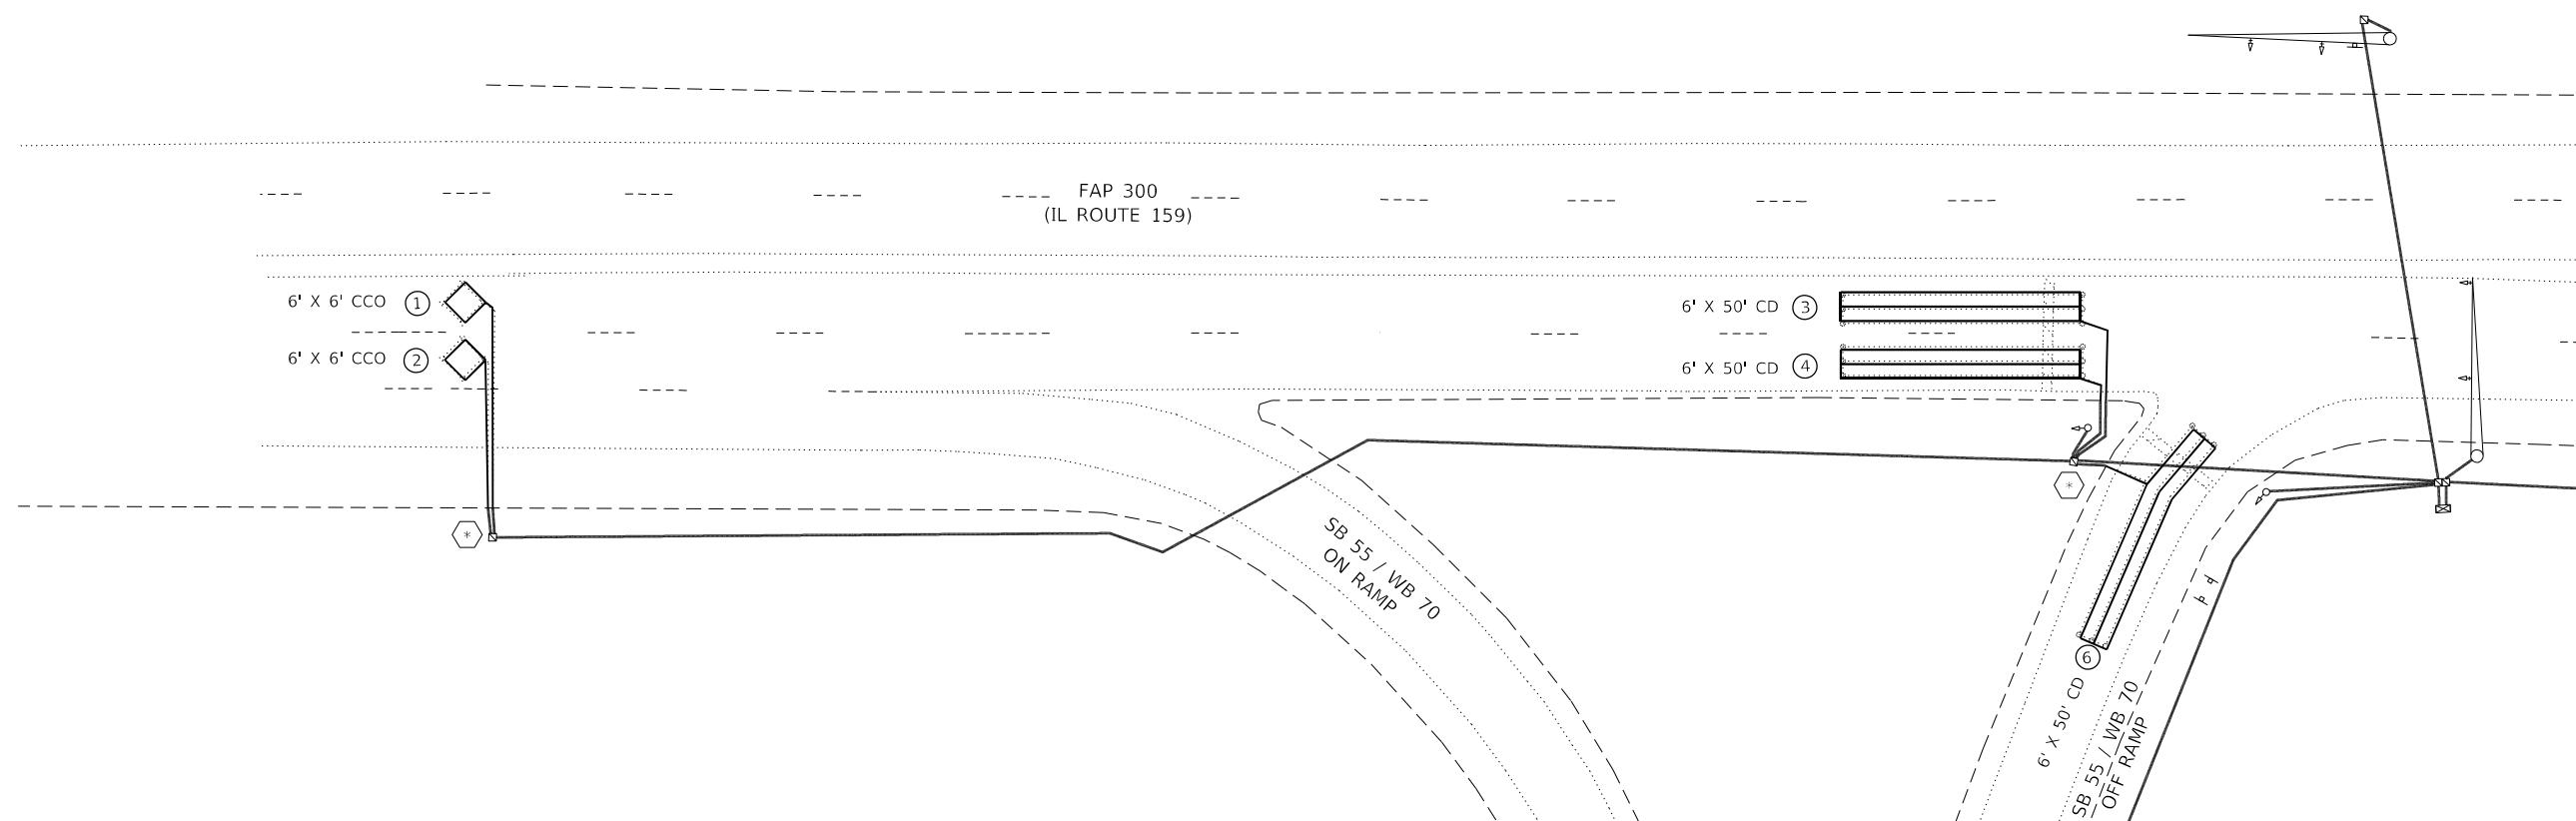 FAP 300
(IL ROUTE 159)
6' X 6' CCO 1
6' X 6' CCO 2
6' X 50' CD 3
6' X 50' CD 4
*
*
SB 55 / WB 70
ON RAMP
6
6' X 50' CD
SB 55 / WB 70
OFF RAMP